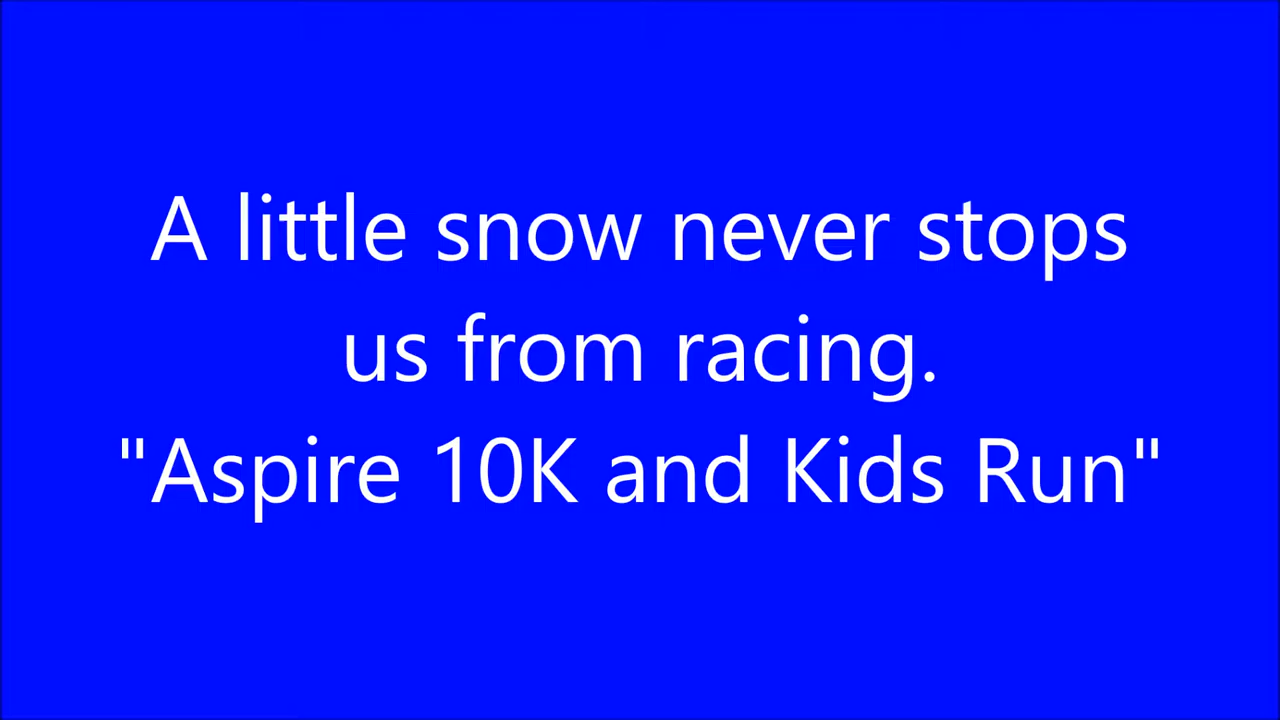 A little snow never stops
us from racing.
"Aspire 10K and Kids Run"